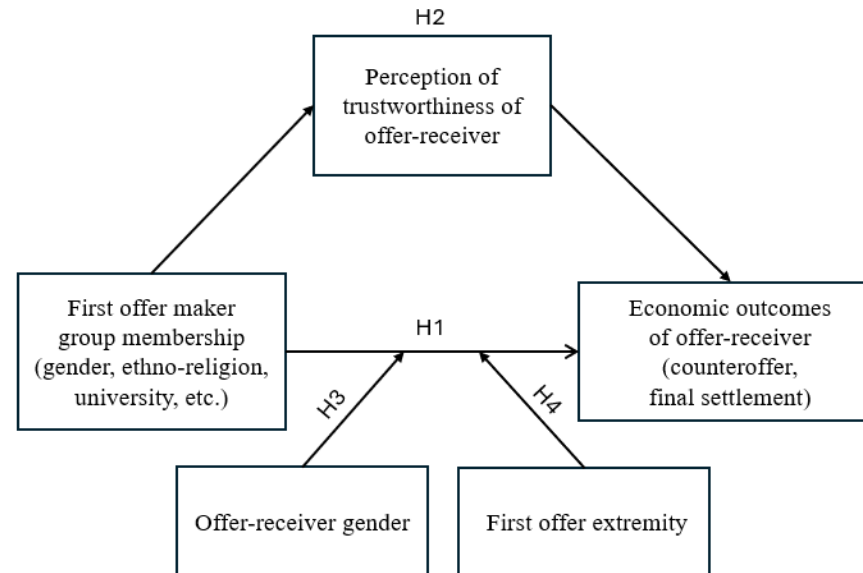 H2
Perception of
trustworthiness of
offer-receiver
First offer maker
group membership
(gender, ethno-religion,
university, etc.)
H1
Economic outcomes
of offer-receiver
(counteroffer,
final settlement)
H3
H4
Offer-receiver gender
First offer extremity